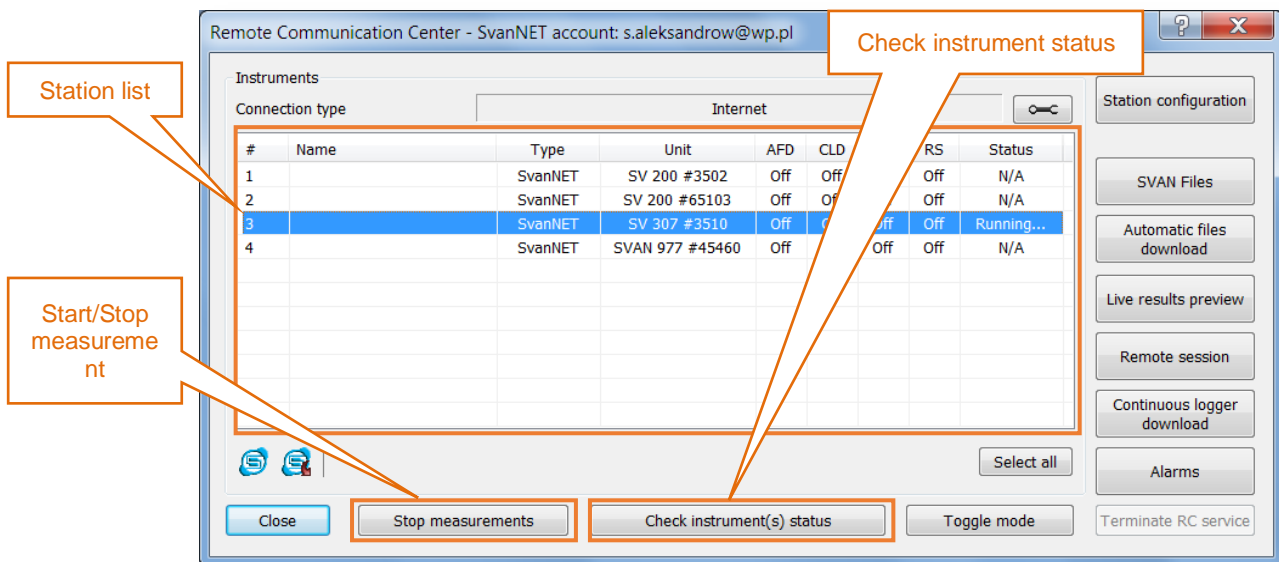 Remote Communication Center - SvanNET account: s.aleksandrow@wp.pl
Check instrument status
Station list
Instruments
Connection type Internet
Station configuration
# Name Type Unit AFD CLD RS Status
1 SvanNET SV 200 #3502 Off Off Off N/A
2 SvanNET SV 200 #65103 Off Off N/A
3 SvanNET SV 307 #3510 Off Off Off Running...
4 SvanNET SVAN 977 #45460 Off Off Off N/A
SVAN Files
Automatic files
download
Live results preview
Remote session
Continuous logger
download
Alarms
Start/Stop
measureme
nt
Select all
Close Stop measurements Check instrument(s) status Toggle mode Terminate RC service